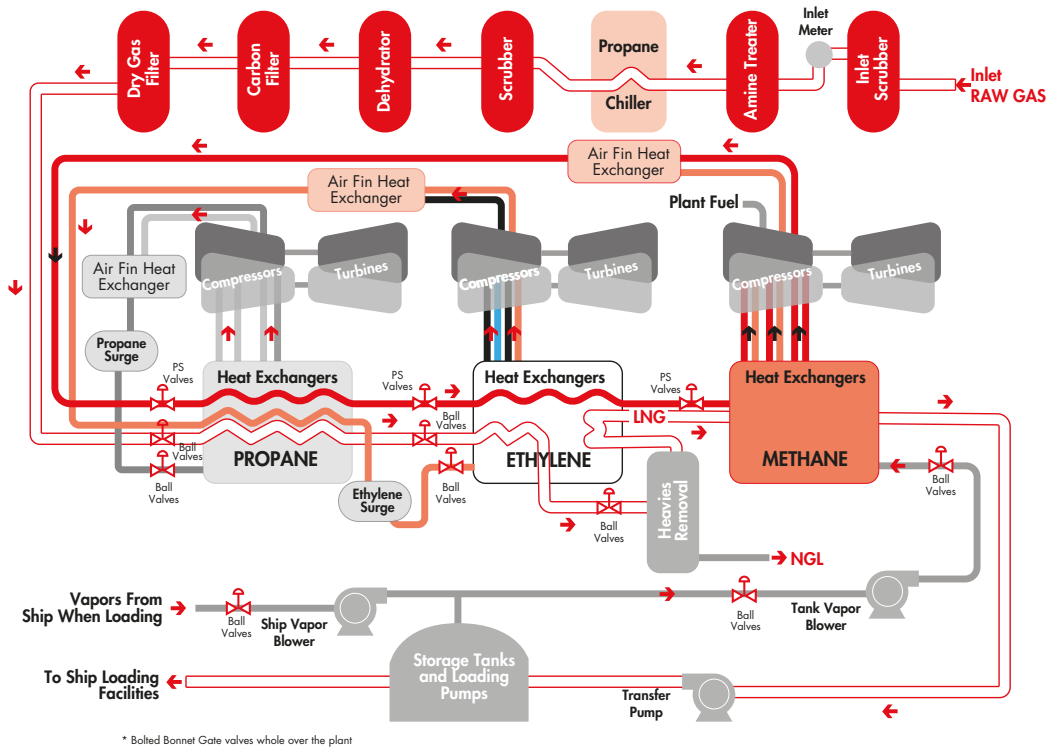 Dry Gas
Filter
Carbon
Filter
Dehydrator
Scrubber
Propane
Chiller
Amine Treater
Inlet
Meter
Inlet
Scrubber
Inlet
RAW GAS
Air Fin Heat
Exchanger
Air Fin Heat
Exchanger
Plant Fuel
Air Fin Heat
Exchanger
Compressors
Turbines
Compressors
Turbines
Compressors
Turbines
Propane
Surge
PS
Valves
Heat Exchangers
PS
Valves
Heat Exchangers
PS
Valves
Heat Exchangers
Ball
Valves
Ball
Valves
LNG
PROPANE
ETHYLENE
METHANE
Ball
Valves
Ethylene
Surge
Ball
Valves
Ball
Valves
Heavies
Removal
Ball
Valves
NGL
Vapors From
Ship When Loading
Ball
Valves
Ship Vapor
Blower
Ball
Valves
Tank Vapor
Blower
Storage Tanks
and Loading
Pumps
To Ship Loading
Facilities
Transfer
Pump
* Bolted Bonnet Gate valves whole over the plant